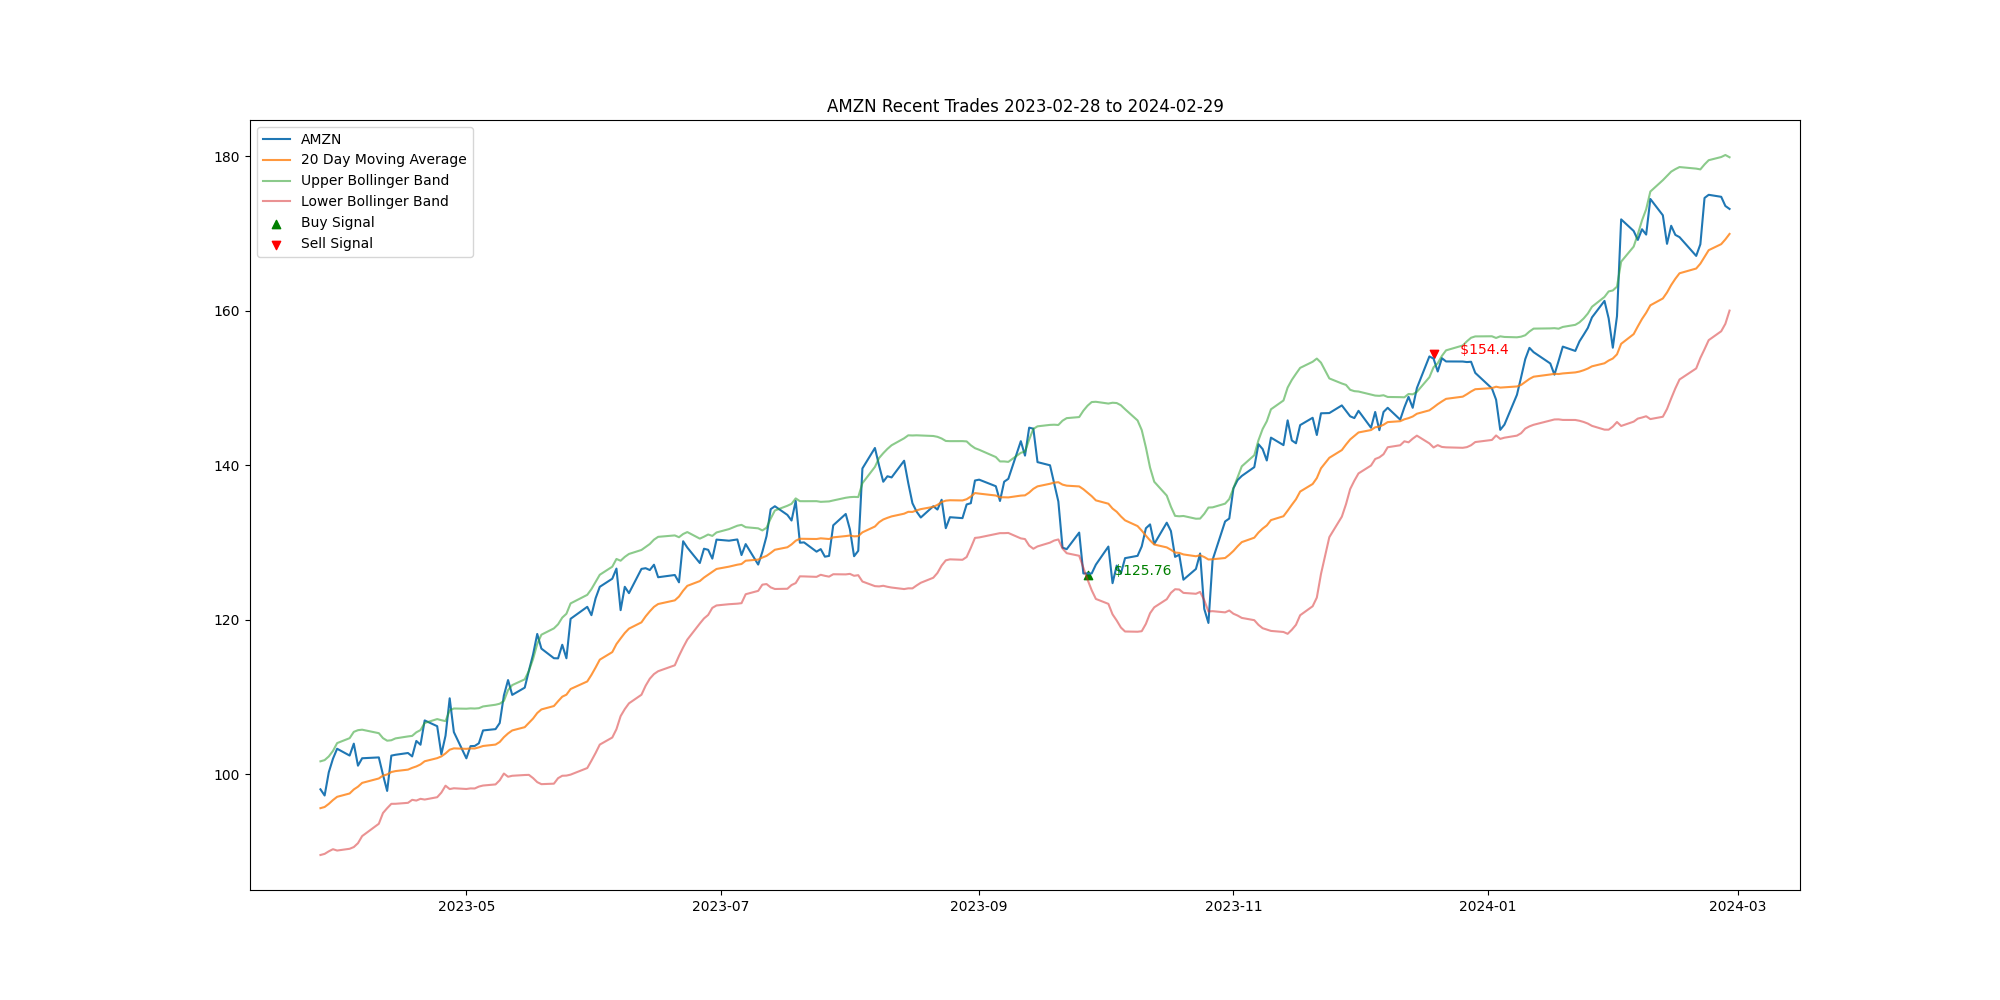 AMZN Recent Trades 2023-02-28 to 2024-02-29
AMZN
20 Day Moving Average
Upper Bollinger Band
Lower Bollinger Band
Buy Signal
Sell Signal
180
160
140
120
100
$154.4
$125.76
2023-05
2023-07
2023-09
2023-11
2024-01
2024-03